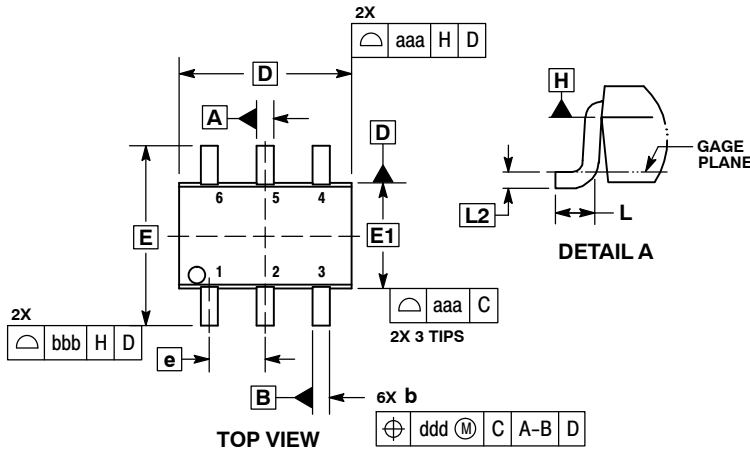 2X
⌓ aaa H D
D
A
D
6 5 4
E
E1
1 2 3
⌓ aaa C
2X 3 TIPS
2X
⌓ bbb H D
e
B
6X b
⌖ ddd Ⓜ C A–B D
TOP VIEW
H
GAGE
PLANE
L2
L
DETAIL A